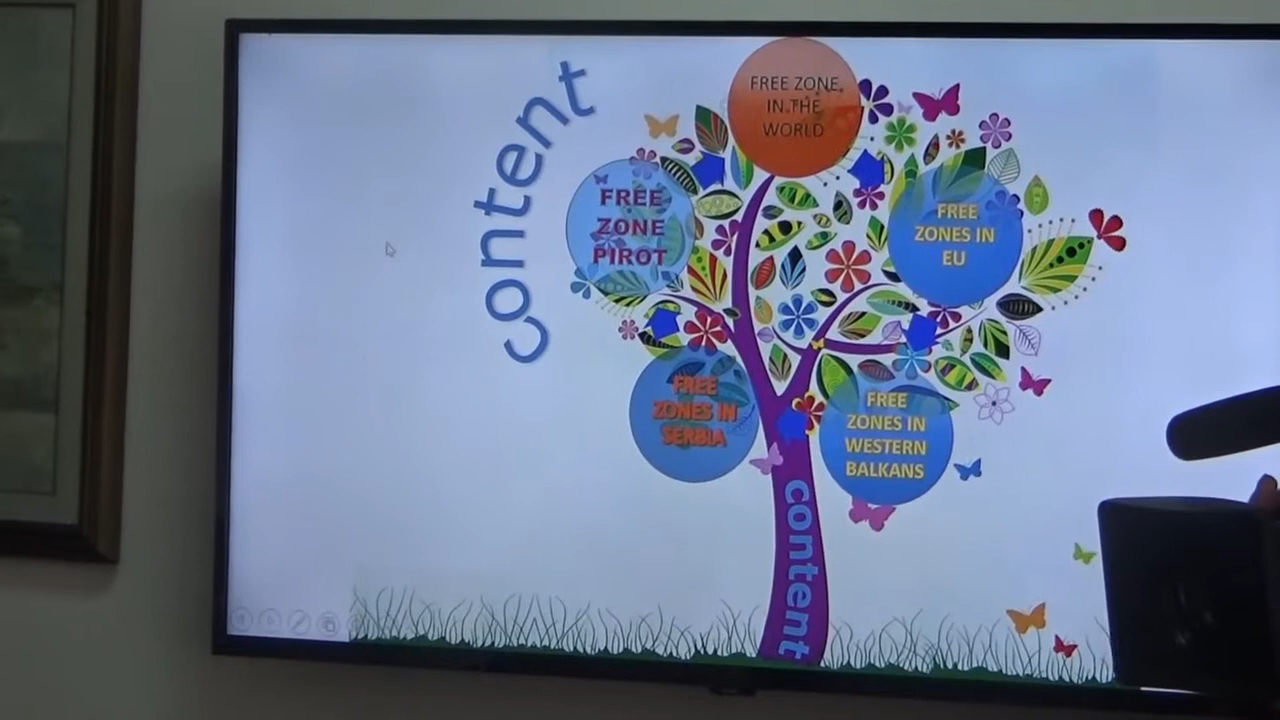 content
FREE ZONE
IN THE
WORLD
FREE
ZONE
PIROT
FREE
ZONES IN
EU
FREE
ZONES IN
SERBIA
FREE
ZONES IN
WESTERN
BALKANS
content